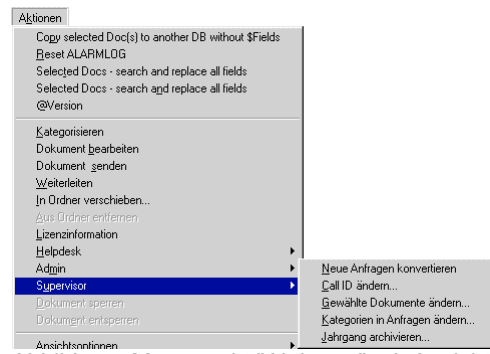 Aktionen
Copy selected Doc(s) to another DB without $Fields
Reset ALARMLOG
Selected Docs - search and replace all fields
Selected Docs - search and replace all fields
@Version
Kategorisieren
Dokument bearbeiten
Dokument senden
Weiterleiten
In Ordner verschieben...
Aus Ordner entfernen
Lizenzinformation
Helpdesk
Admin
Supervisor
Dokument sperren
Dokument entsperren
Ansichtsoptionen
Neue Anfragen konvertieren
Call ID ändern...
Gewählte Dokumente ändern...
Kategorien in Anfragen ändern...
Jahrgang archivieren...